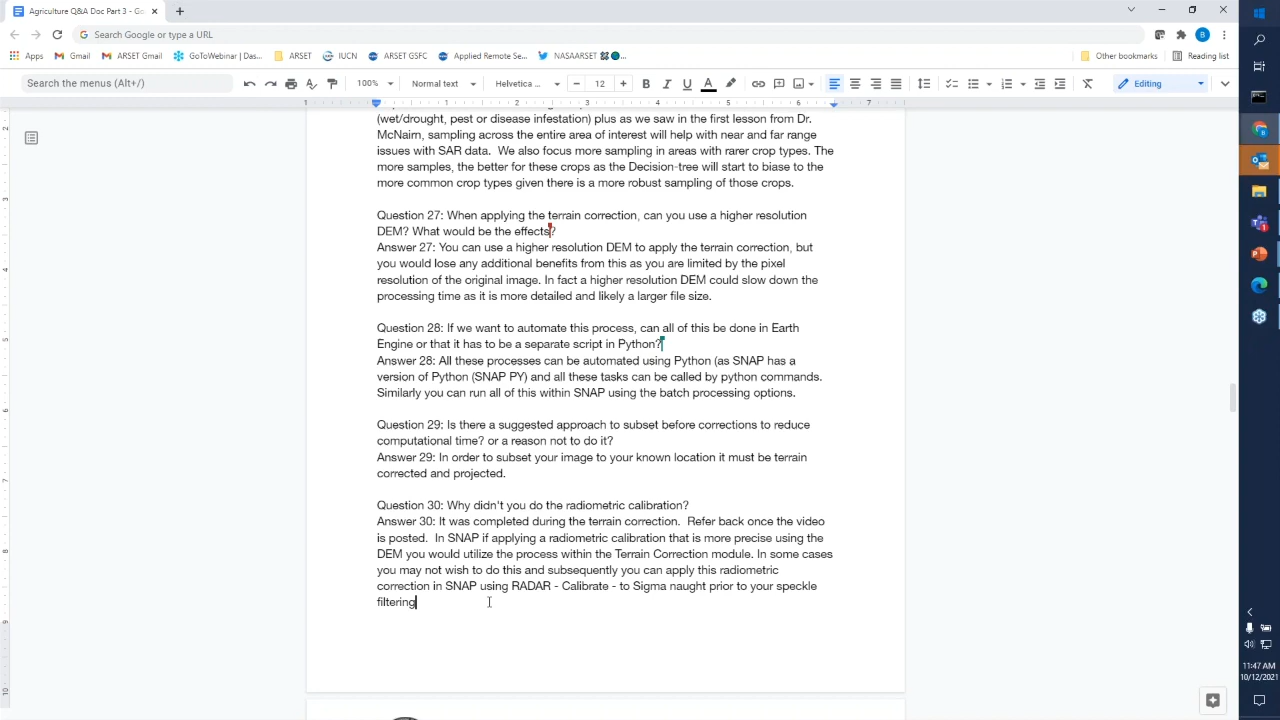 Agriculture Q&A Doc Part 3 - Go
Search Google or type a URL
Apps
Gmail
ARSET Gmail
GoToWebinar | Das...
ARSET
IUCN
ARSET GSFC
Applied Remote Se...
NASAARSET
Other bookmarks
Reading list
Search the menus (Alt+/)
100%
Normal text
Helvetica ...
12
Editing
(wet/drought, pest or disease infestation) plus as we saw in the first lesson from Dr.
McNairn, sampling across the entire area of interest will help with near and far range
issues with SAR data.  We also focus more sampling in areas with rarer crop types. The
more samples, the better for these crops as the Decision-tree will start to biase to the
more common crop types given there is a more robust sampling of those crops.
Question 27: When applying the terrain correction, can you use a higher resolution
DEM? What would be the effects?
Answer 27: You can use a higher resolution DEM to apply the terrain correction, but
you would lose any additional benefits from this as you are limited by the pixel
resolution of the original image. In fact a higher resolution DEM could slow down the
processing time as it is more detailed and likely a larger file size.
Question 28: If we want to automate this process, can all of this be done in Earth
Engine or that it has to be a separate script in Python?
Answer 28: All these processes can be automated using Python (as SNAP has a
version of Python (SNAP PY) and all these tasks can be called by python commands.
Similarly you can run all of this within SNAP using the batch processing options.
Question 29: Is there a suggested approach to subset before corrections to reduce
computational time? or a reason not to do it?
Answer 29: In order to subset your image to your known location it must be terrain
corrected and projected.
Question 30: Why didn't you do the radiometric calibration?
Answer 30: It was completed during the terrain correction.  Refer back once the video
is posted.  In SNAP if applying a radiometric calibration that is more precise using the
DEM you would utilize the process within the Terrain Correction module. In some cases
you may not wish to do this and subsequently you can apply this radiometric
correction in SNAP using RADAR - Calibrate - to Sigma naught prior to your speckle
filtering
11:47 AM
10/12/2021